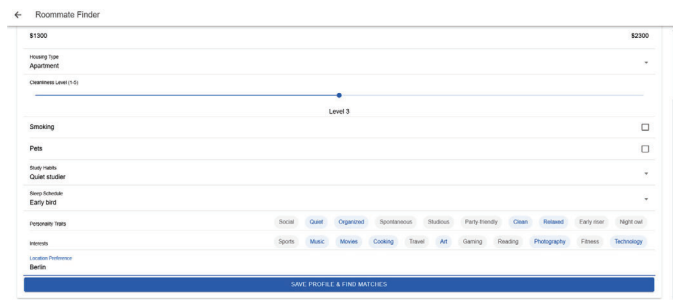 Roommate Finder
$1300 $2300
Housing Type
Apartment
Cleanliness Level (1-5)
Level 3
Smoking
Pets
Study Habits
Quiet studier
Sleep Schedule
Early bird
Personality Traits Social Quiet Organized Spontaneous Studious Party-friendly Clean Relaxed Early riser Night owl
Interests Sports Music Movies Cooking Travel Art Gaming Reading Photography Fitness Technology
Location Preference
Berlin
SAVE PROFILE & FIND MATCHES